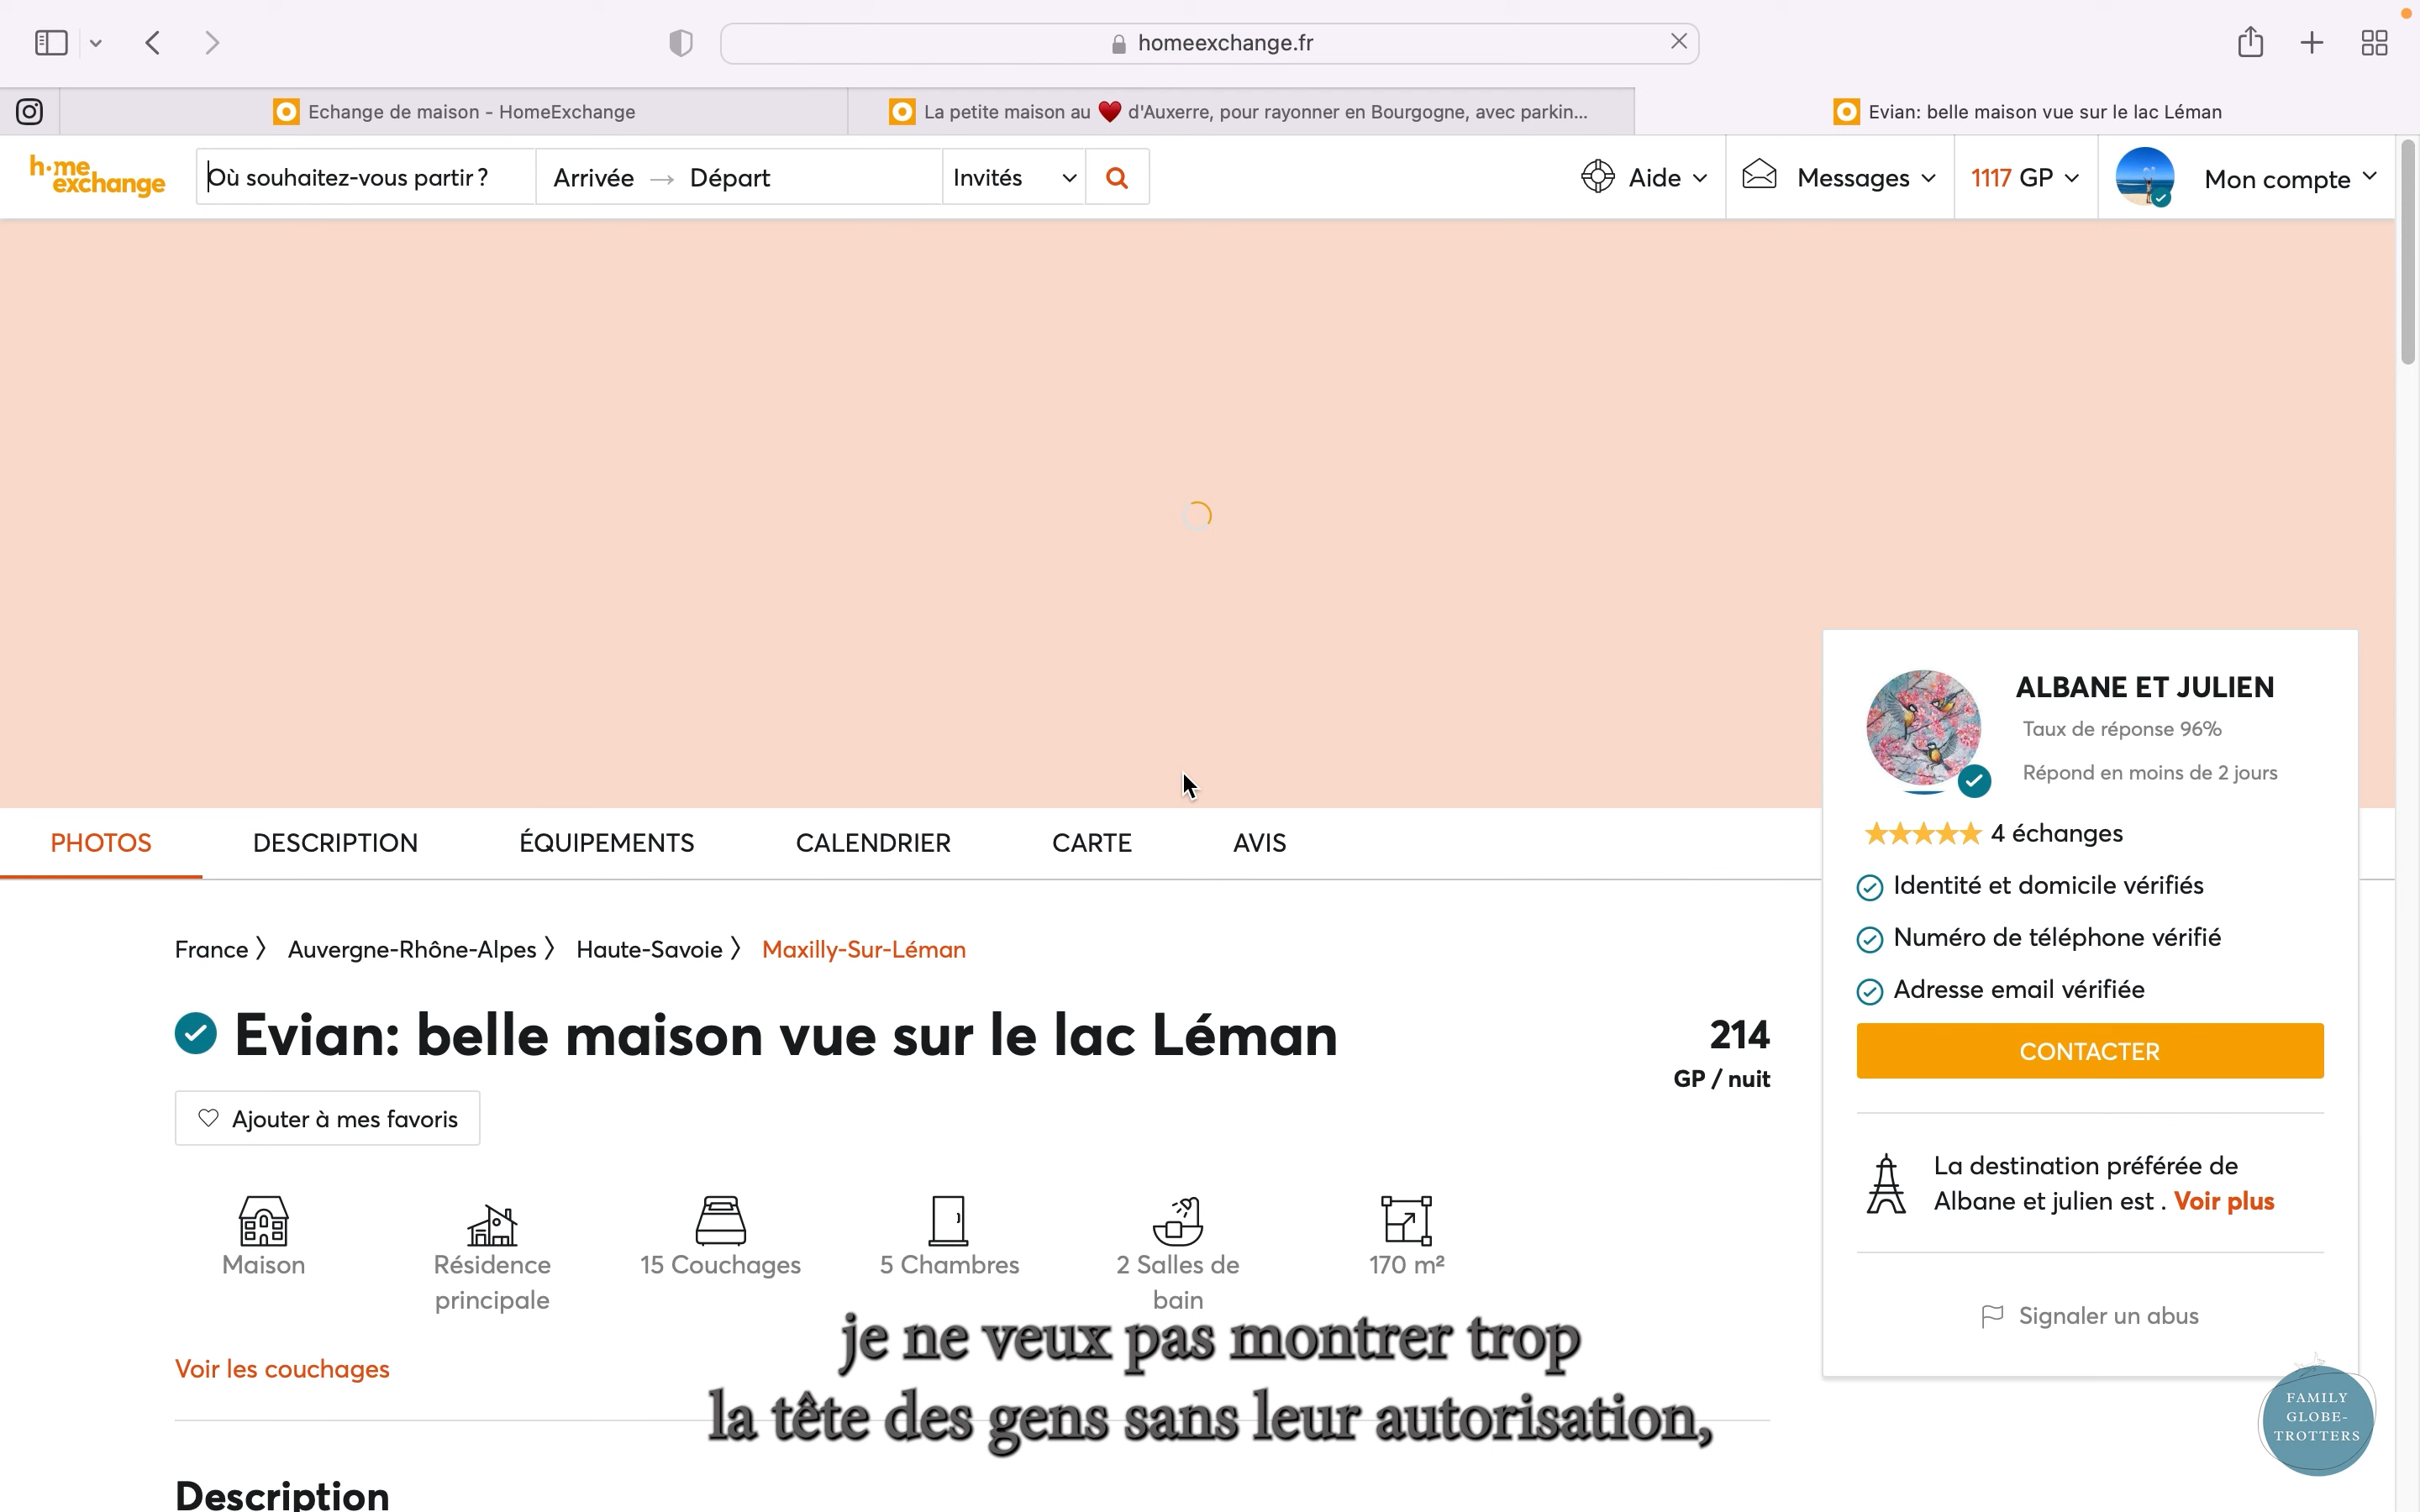 homeexchange.fr
Echange de maison - HomeExchange
La petite maison au ❤️ d'Auxerre, pour rayonner en Bourgogne, avec parkin...
Evian: belle maison vue sur le lac Léman
h·me
exchange
Où souhaitez-vous partir ?
Arrivée → Départ
Invités
Aide
Messages
1117 GP
Mon compte
ALBANE ET JULIEN
Taux de réponse 96%
Répond en moins de 2 jours
4 échanges
Identité et domicile vérifiés
Numéro de téléphone vérifié
Adresse email vérifiée
CONTACTER
La destination préférée de
Albane et julien est . Voir plus
Signaler un abus
PHOTOS
DESCRIPTION
ÉQUIPEMENTS
CALENDRIER
CARTE
AVIS
France 〉 Auvergne-Rhône-Alpes 〉 Haute-Savoie 〉 Maxilly-Sur-Léman
Evian: belle maison vue sur le lac Léman
214
GP / nuit
Ajouter à mes favoris
Maison
Résidence
principale
15 Couchages
5 Chambres
2 Salles de
bain
170 m²
Voir les couchages
je ne veux pas montrer trop
la tête des gens sans leur autorisation,
Description
FAMILY
GLOBE-
TROTTERS